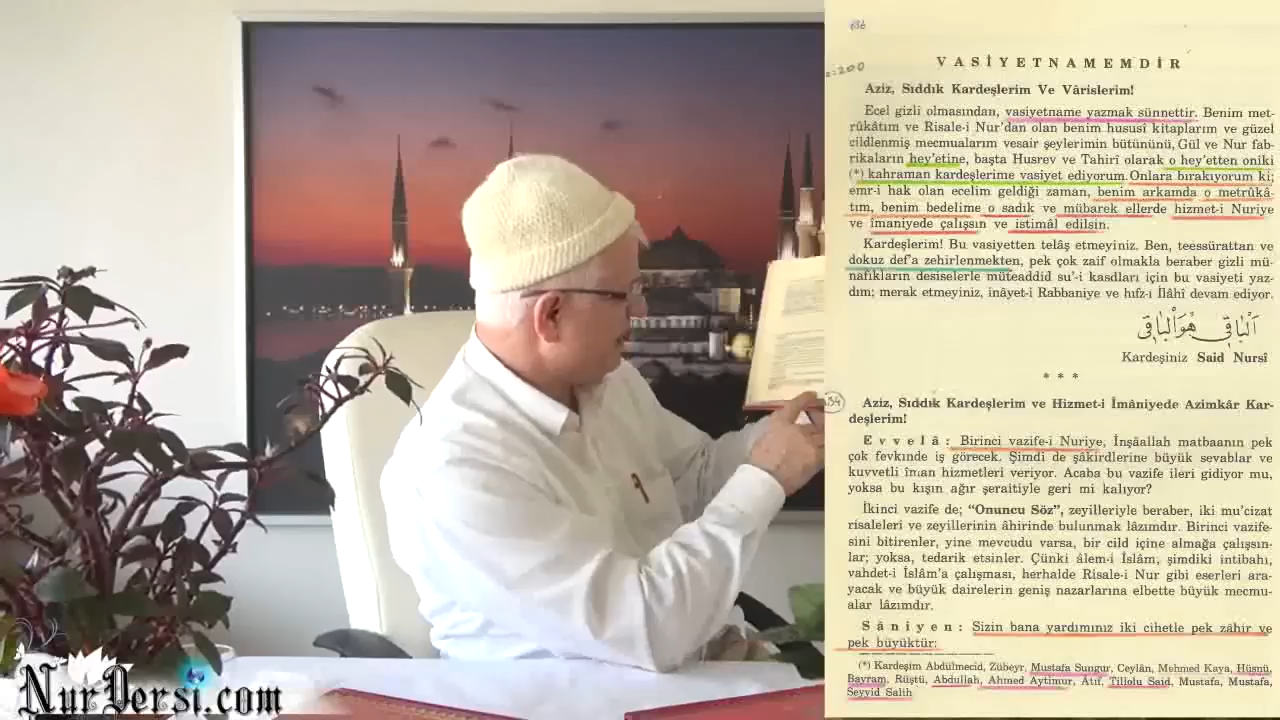 136
=200
VASİYETNAMEMDİR
Aziz, Sıddık Kardeşlerim Ve Vârislerim!
Ecel gizli olmasından, vasiyetname yazmak sünnettir. Benim met-
rûkâtım ve Risale-i Nur'dan olan benim hususî kitaplarım ve güzel
cildlenmiş mecmualarım vesair şeylerimin bütününü, Gül ve Nur fab-
rikaların hey'etine, başta Husrev ve Tahirî olarak o hey'etten oniki
(*) kahraman kardeşlerime vasiyet ediyorum. Onlara bırakıyorum ki;
emr-i hak olan ecelim geldiği zaman, benim arkamda o metrûkâ-
tım, benim bedelime o sadık ve mübarek ellerde hizmet-i Nuriye
ve imaniyede çalışsın ve istimâl edilsin.
Kardeşlerim! Bu vasiyetten telâş etmeyiniz. Ben, teessürattan ve
dokuz def'a zehirlenmekten, pek çok zaif olmakla beraber gizli mü-
nafıkların desiselerle müteaddid su'-i kasdları için bu vasiyeti yaz-
dım; merak etmeyiniz, inâyet-i Rabbaniye ve hıfz-i İlâhî devam ediyor.
اَلْبَاقِى هُوَ الْبَاقِى
Kardeşiniz Said Nursî
* * *
134
Aziz, Sıddık Kardeşlerim ve Hizmet-i İmâniyede Azimkâr Kar-
deşlerim!
Evvelâ: Birinci vazife-i Nuriye, İnşâallah matbaanın pek
çok fevkınde iş görecek. Şimdi de şâkirdlerine büyük sevablar ve
kuvvetli îman hizmetleri veriyor. Acaba bu vazife ileri gidiyor mu,
yoksa bu kışın ağır şeraitiyle geri mi kalıyor?
İkinci vazife de; “Onuncu Söz”, zeyilleriyle beraber, iki mu'cizat
risaleleri ve zeyillerinin âhirinde bulunmak lâzımdır. Birinci vazife-
sini bitirenler, yine mevcudu varsa, bir cild içine almağa çalışsın-
lar; yoksa, tedarik etsinler. Çünki âlem-i İslâm, şimdiki intibahı,
vahdet-i İslâm'a çalışması, herhalde Risale-i Nur gibi eserleri ara-
yacak ve büyük dairelerin geniş nazarlarına elbette büyük mecmu-
alar lâzımdır.
Sâniyen: Sizin bana yardımınız iki cihetle pek zâhir ve
pek büyüktür:
(*) Kardeşim Abdülmecid, Zübeyr, Mustafa Sungur, Ceylân, Mehmed Kaya, Hüsnü,
Bayram, Rüştü, Abdullah, Ahmed Aytimur, Âtıf, Tillolu Said, Mustafa, Mustafa,
Seyyid Salih
NurDersi.com